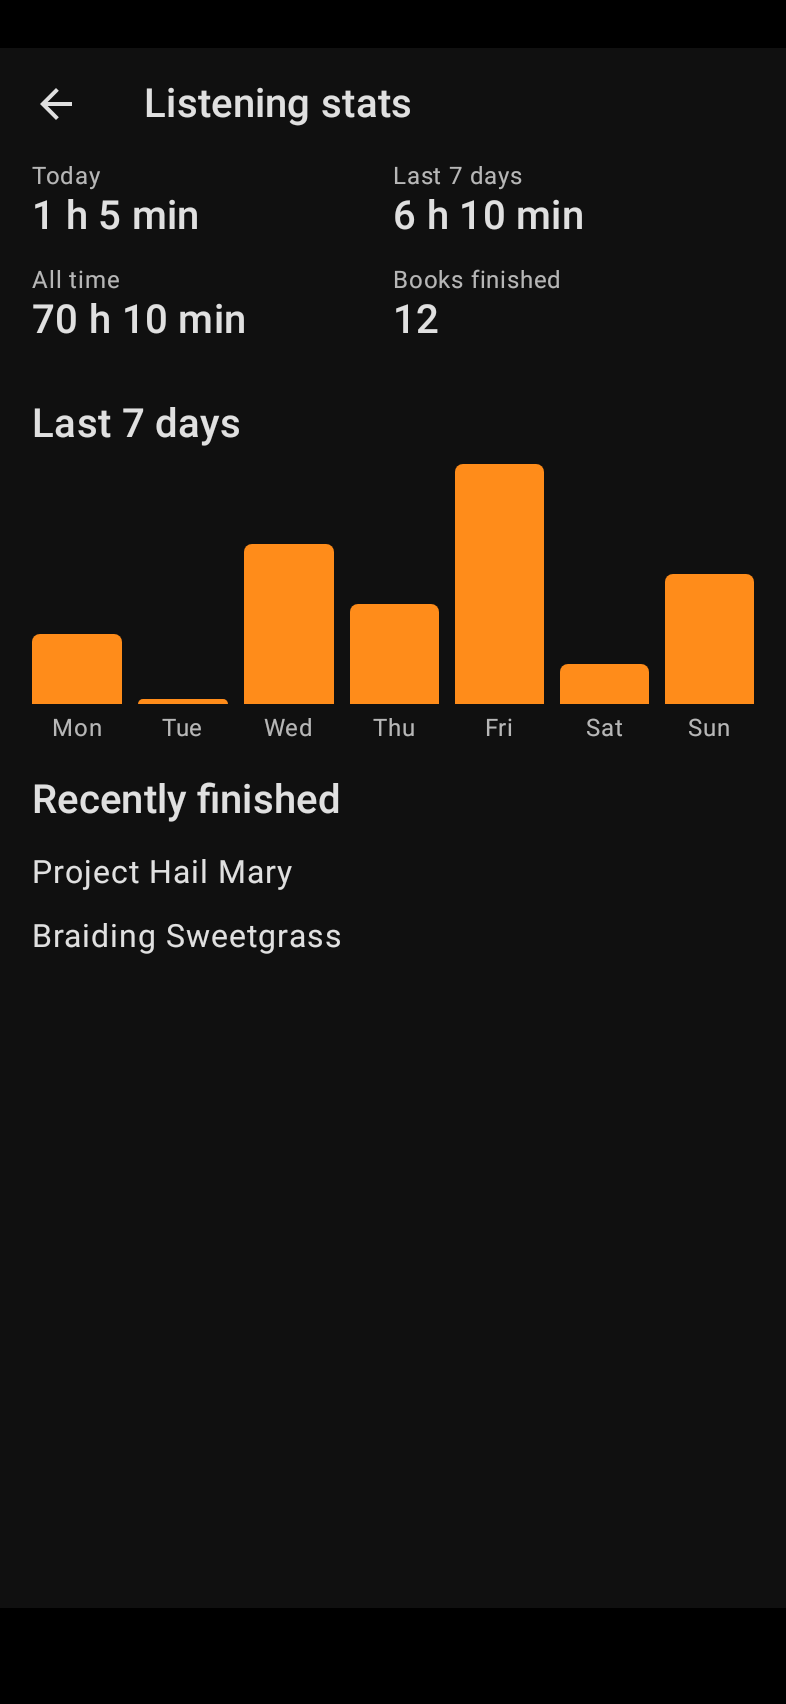 Listening stats
Today
Last 7 days
1 h 5 min
6 h 10 min
All time
Books finished
70 h 10 min
12
Last 7 days
Mon Tue Wed Thu Fri Sat Sun
Recently finished
Project Hail Mary
Braiding Sweetgrass